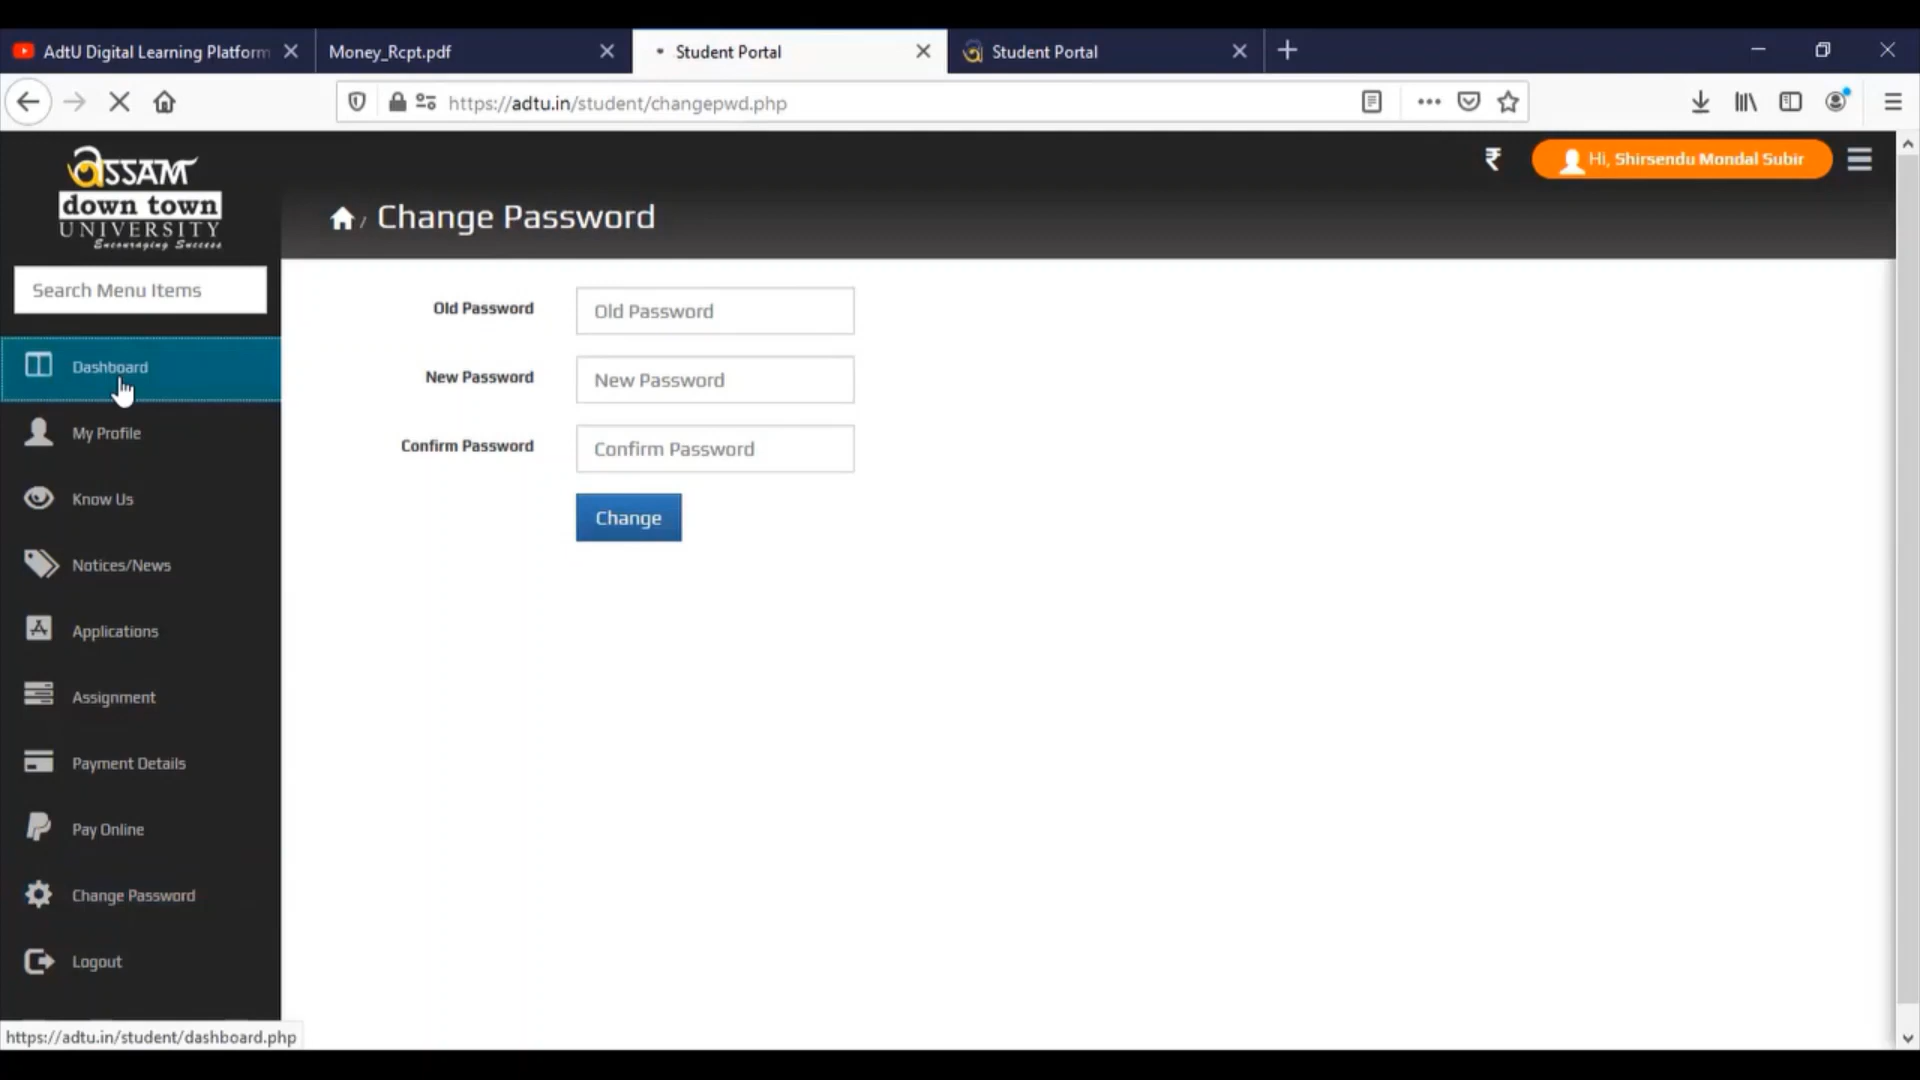 AdtU Digital Learning Platform
Money_Rcpt.pdf
Student Portal
Student Portal
https://adtu.in/student/changepwd.php
অSSAM
down town
UNIVERSITY
Encouraging Success
Hi, Shirsendu Mondal Subir
/ Change Password
Search Menu Items
Old Password
Old Password
New Password
New Password
Confirm Password
Confirm Password
Change
Dashboard
My Profile
Know Us
Notices/News
Applications
Assignment
Payment Details
Pay Online
Change Password
Logout
https://adtu.in/student/dashboard.php